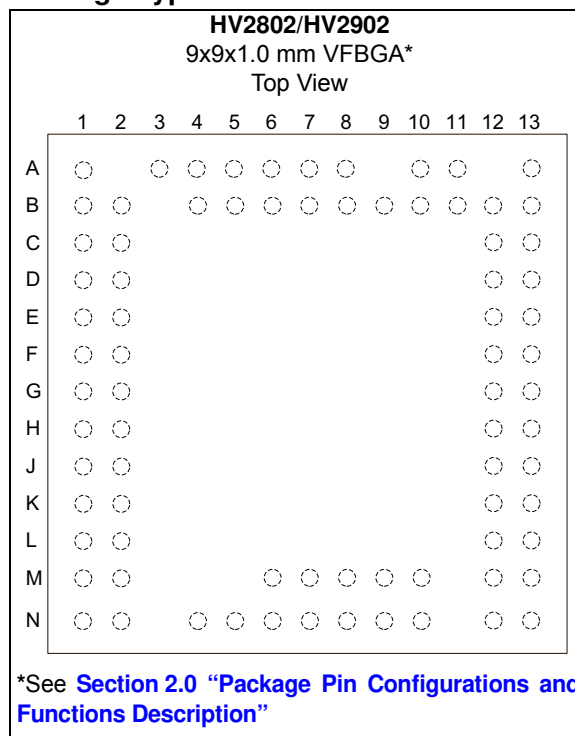 HV2802/HV2902
9x9x1.0 mm VFBGA*
Top View
1 2 3 4 5 6 7 8 9 10 11 12 13
A
B
C
D
E
F
G
H
J
K
L
M
N
*See Section 2.0 “Package Pin Configurations and
Functions Description”